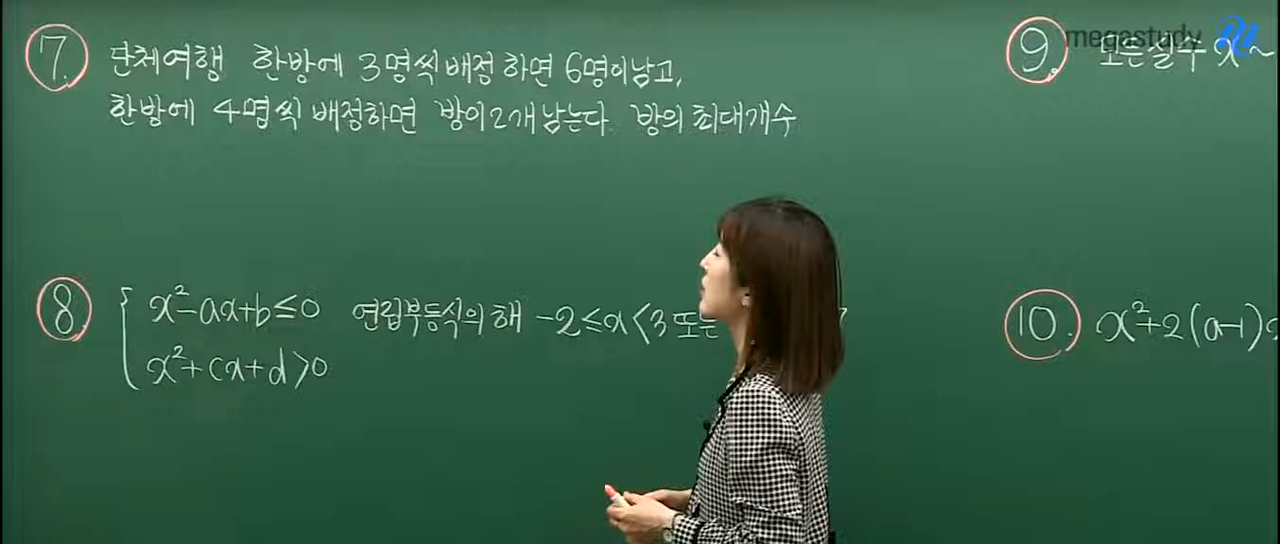 7. 단체여행 한방에 3명씩 배정하면 6명이남고,
한방에 4명씩 배정하면 방이2개남는다. 방의 최대개수
8. x²-ax+b≤0 연립부등식의 해 -2≤x<3 또는
x²+cx+d>0
megastudy
9. 모든실수 x~
10. x²+2(a-1)